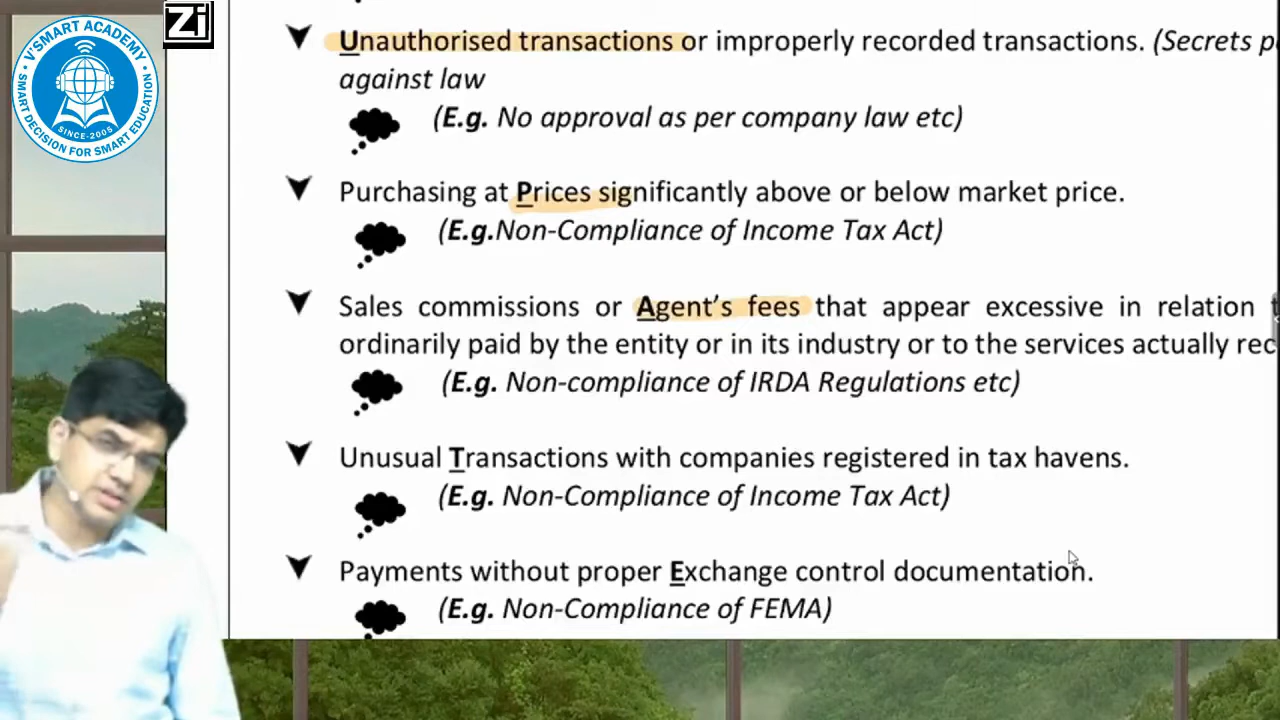 V'SMART ACADEMY
SINCE-2005
SMART DECISION FOR SMART EDUCATION
Zj
Unauthorised transactions or improperly recorded transactions. (Secrets
against law
(E.g. No approval as per company law etc)
Purchasing at Prices significantly above or below market price.
(E.g.Non-Compliance of Income Tax Act)
Sales commissions or Agent's fees that appear excessive in relation
ordinarily paid by the entity or in its industry or to the services actually
(E.g. Non-compliance of IRDA Regulations etc)
Unusual Transactions with companies registered in tax havens.
(E.g. Non-Compliance of Income Tax Act)
Payments without proper Exchange control documentation.
(E.g. Non-Compliance of FEMA)